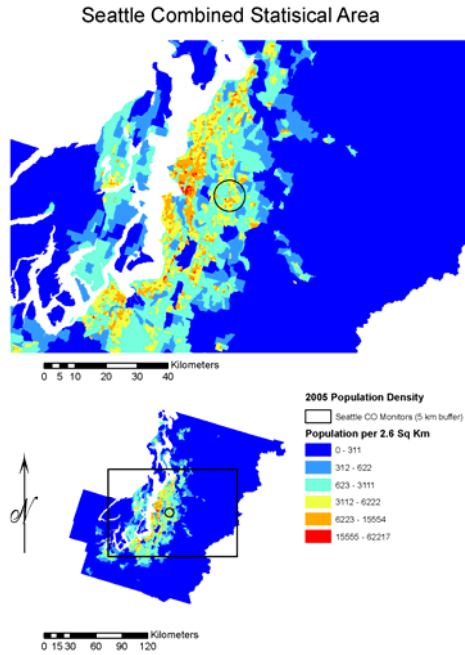 Seattle Combined Statisical Area
Kilometers
0 5 10 20 30 40
2005 Population Density
Seattle CO Monitors (5 km buffer)
Population per 2.6 Sq Km
0 - 311
312 - 622
623 - 3111
3112 - 6222
6223 - 15554
15555 - 62217
N
Kilometers
0 15 30 60 90 120